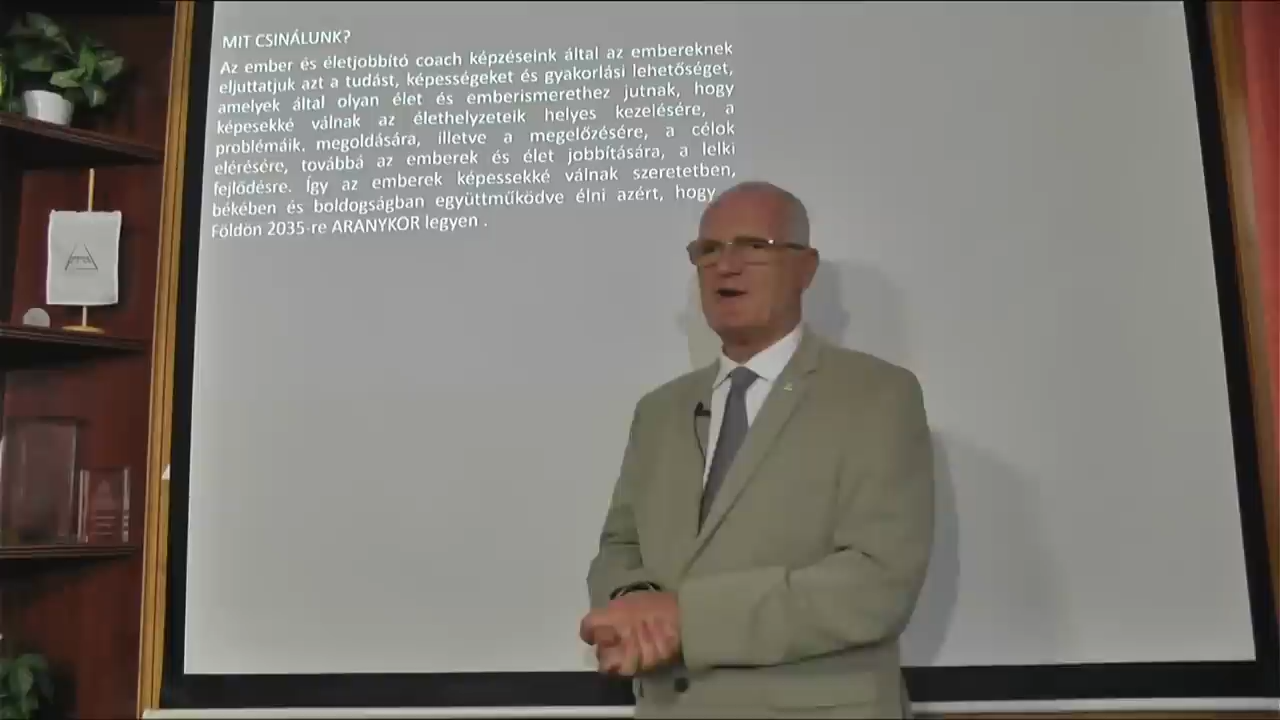 MIT CSINÁLUNK?
Az ember és életjobbító coach képzéseink által az embereknek
eljuttatjuk azt a tudást, képességeket és gyakorlási lehetőséget,
amelyek által olyan élet és emberismerethez jutnak, hogy
képesekké válnak az élethelyzeteik helyes kezelésére, a
problémáik. megoldására, illetve a megelőzésére, a célok
elérésére, továbbá az emberek és élet jobbítására, a lelki
fejlődésre. Így az emberek képessekké válnak szeretetben,
békében és boldogságban együttműködve élni azért, hogy
Földön 2035-re ARANYKOR legyen .